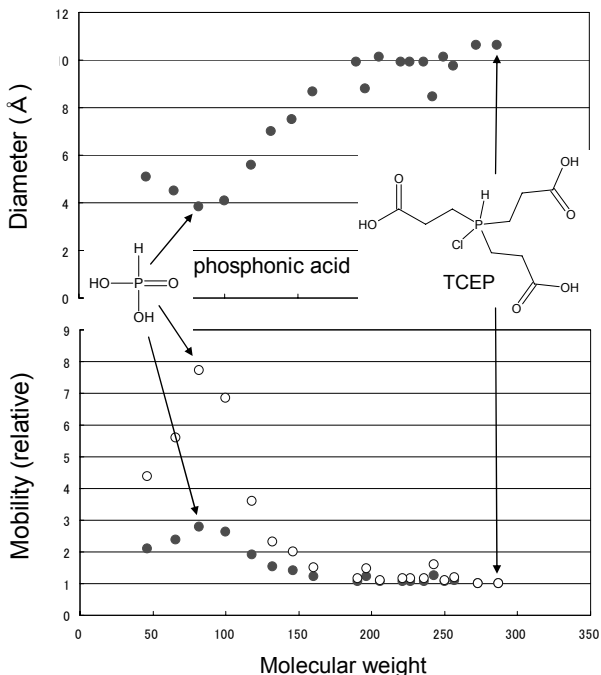 12
10
8
6
4
2
0
Diameter (Å)
H
HO
P
O
OH
phosphonic acid
O
OH
H
O
HO
P
OH
O
Cl
OH
O
TCEP
9
8
7
6
5
4
3
2
1
0
Mobility (relative)
0 50 100 150 200 250 300 350
Molecular weight